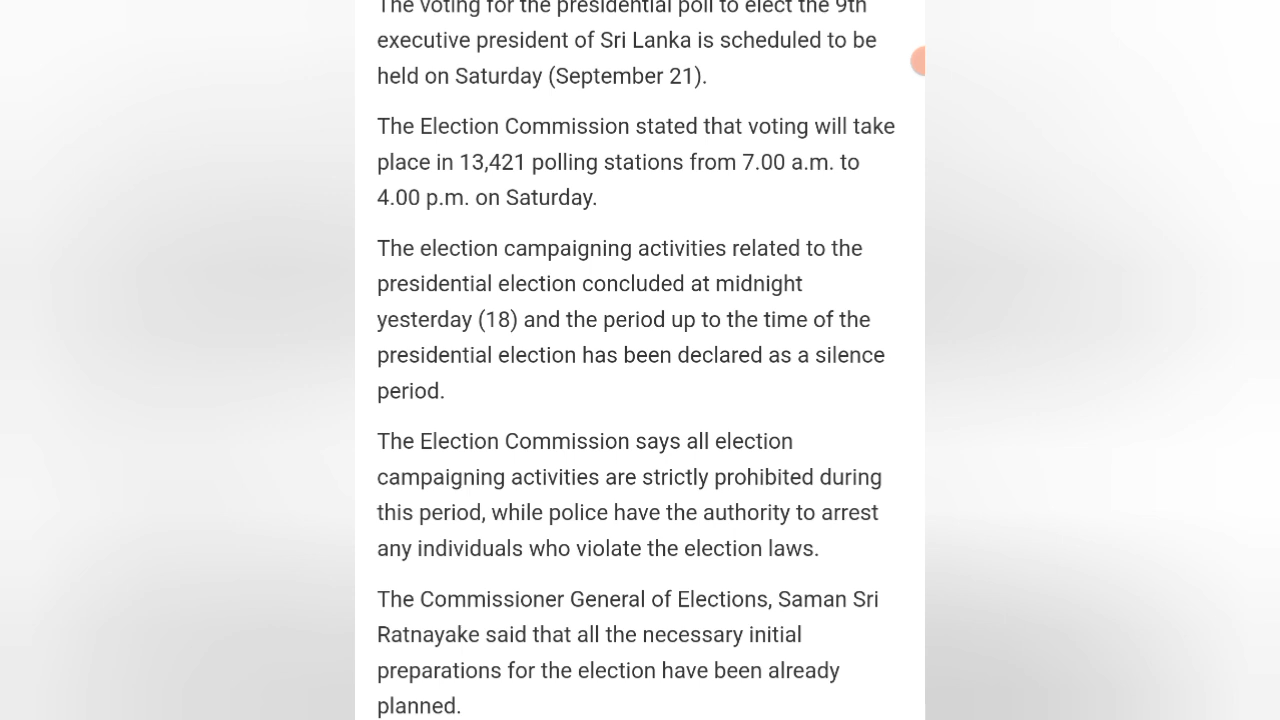 The voting for the presidential poll to elect the 9th
executive president of Sri Lanka is scheduled to be
held on Saturday (September 21).
The Election Commission stated that voting will take
place in 13,421 polling stations from 7.00 a.m. to
4.00 p.m. on Saturday.
The election campaigning activities related to the
presidential election concluded at midnight
yesterday (18) and the period up to the time of the
presidential election has been declared as a silence
period.
The Election Commission says all election
campaigning activities are strictly prohibited during
this period, while police have the authority to arrest
any individuals who violate the election laws.
The Commissioner General of Elections, Saman Sri
Ratnayake said that all the necessary initial
preparations for the election have been already
planned.